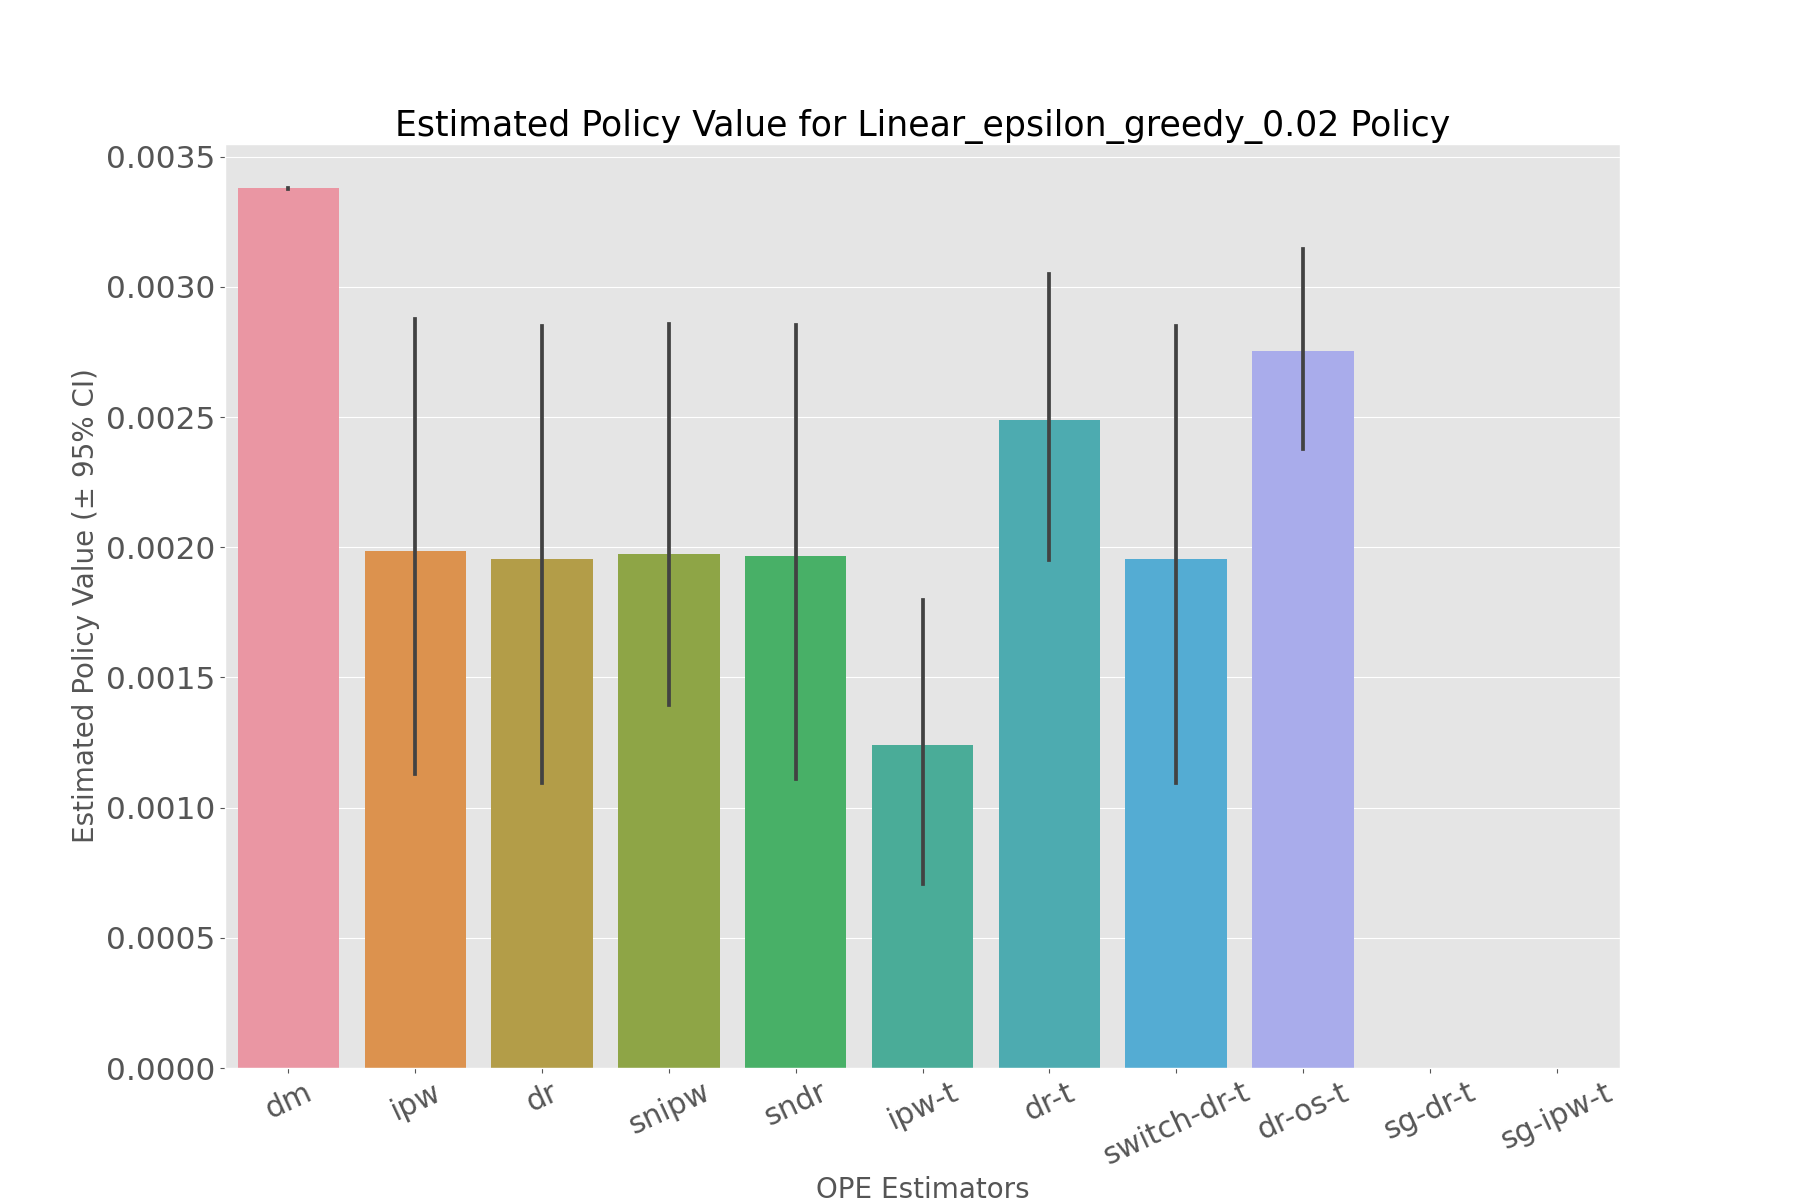 Estimated Policy Value for Linear_epsilon_greedy_0.02 Policy
Estimated Policy Value (± 95% CI)
0.0035
0.0030
0.0025
0.0020
0.0015
0.0010
0.0005
0.0000
dm
ipw
dr
snipw
sndr
ipw-t
dr-t
switch-dr-t
dr-os-t
sg-dr-t
sg-ipw-t
OPE Estimators